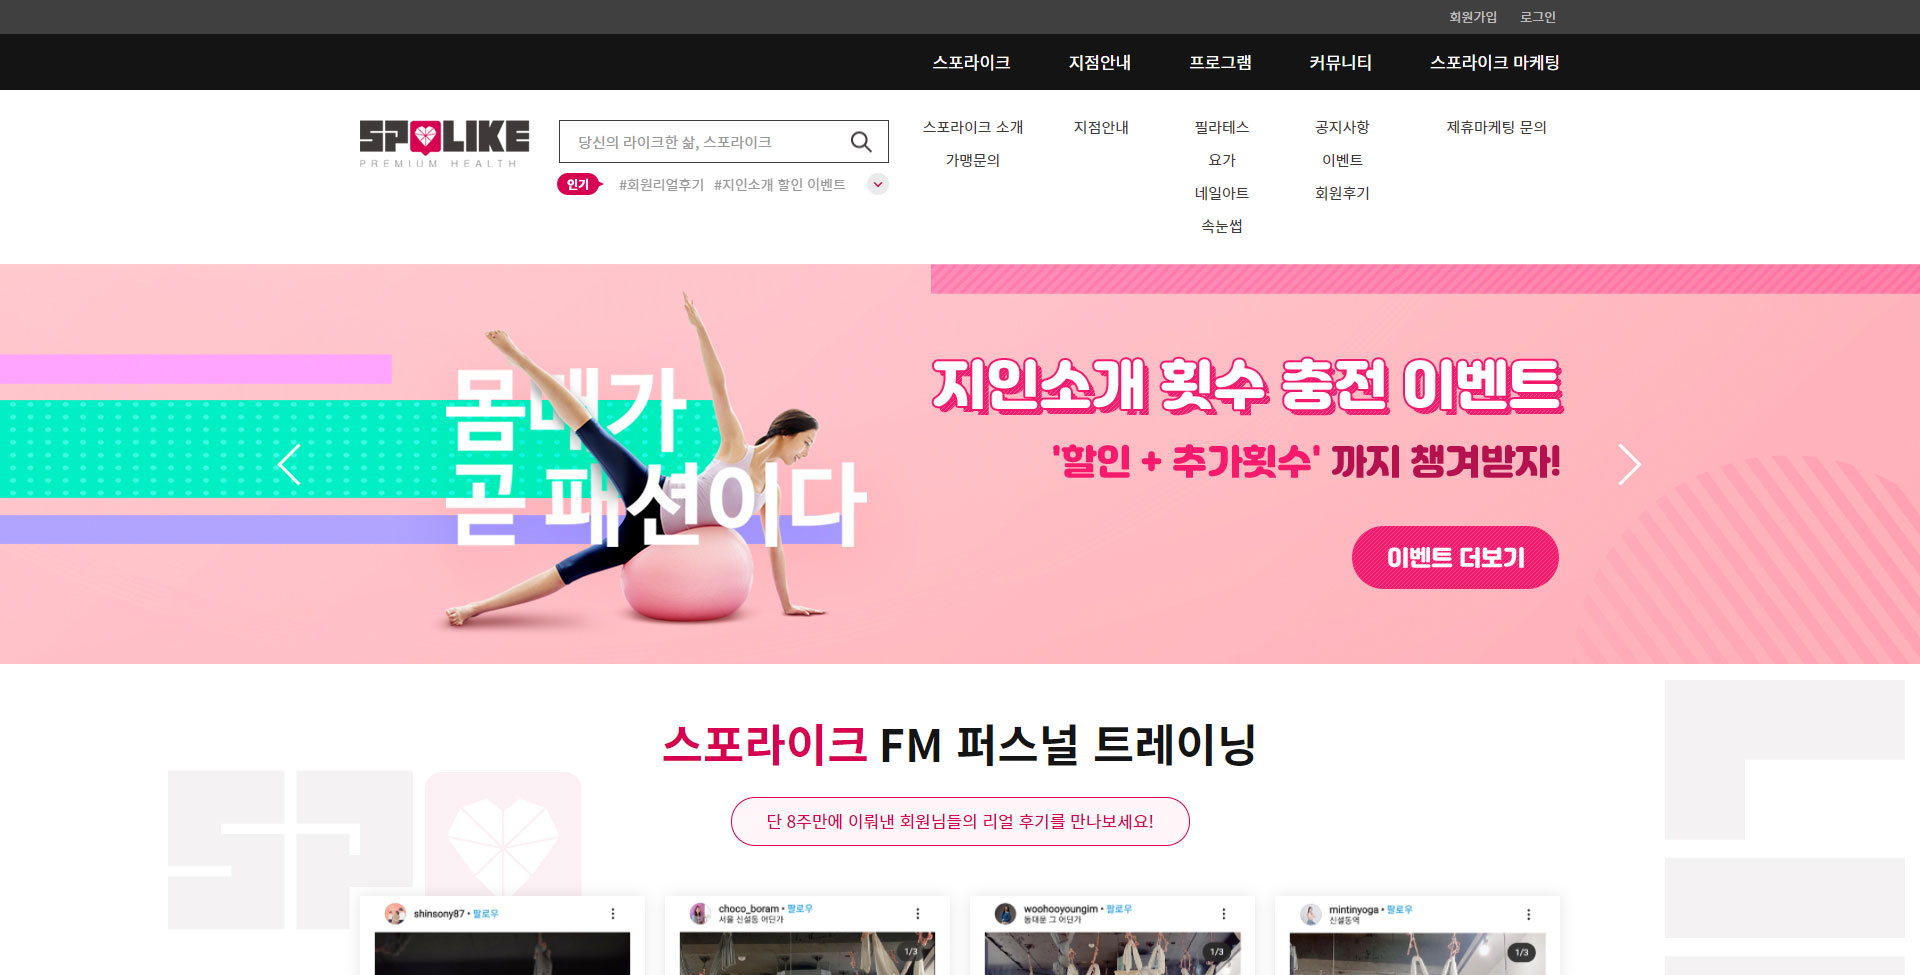 회원가입 로그인
스포라이크 지점안내 프로그램 커뮤니티 스포라이크 마케팅
SPOLIKE
PREMIUM HEALTH
당신의 라이크한 삶, 스포라이크
인기 #회원리얼후기 #지인소개 할인 이벤트
스포라이크 소개 지점안내 필라테스 공지사항 제휴마케팅 문의
가맹문의 요가 이벤트
네일아트 회원후기
속눈썹
몸매가
곧 패션이다
지인소개 횟수 충전 이벤트
'할인 + 추가횟수' 까지 챙겨받자!
이벤트 더보기
스포라이크 FM 퍼스널 트레이닝
단 8주만에 이뤄낸 회원님들의 리얼 후기를 만나보세요!
shinsony87 • 팔로우
choco_boram • 팔로우
서울 신설동 어딘가
1/3
woohooyoungim • 팔로우
동대문 그 어딘가
1/3
mintinyoga • 팔로우
신설동역
1/3